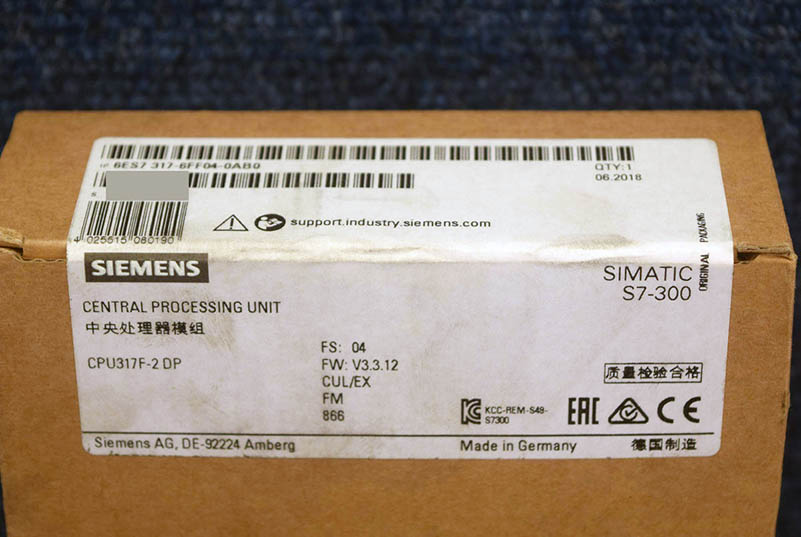 1P 6ES7 317-6FF04-0AB0
QTY:1
06.2018
S
4 025515 080190
support.industry.siemens.com
ORIGINAL PACKAGING
SIEMENS
SIMATIC
S7-300
CENTRAL PROCESSING UNIT
中央处理器模组
CPU317F-2 DP
FS: 04
FW: V3.3.12
CUL/EX
FM
866
质量检验合格
KCC-REM-S49-
S7300
EAC
CE
Siemens AG, DE-92224 Amberg
Made in Germany
德国制造